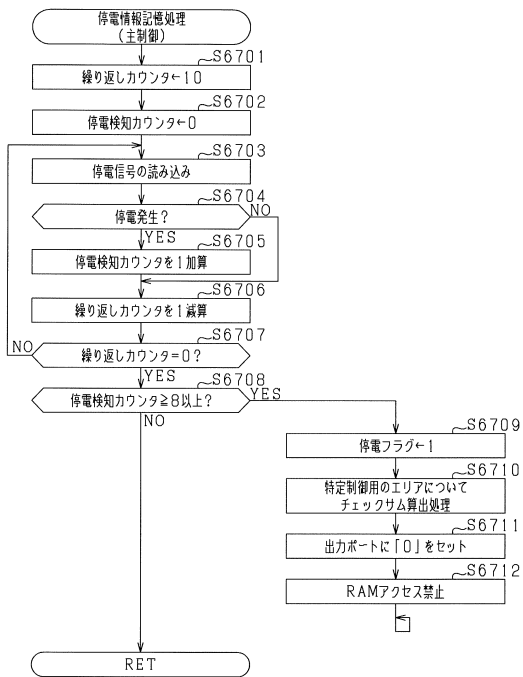 停電情報記憶処理
(主制御)
S6701
繰り返しカウンタ←10
S6702
停電検知カウンタ←0
S6703
停電信号の読み込み
S6704
停電発生?
NO
YES
S6705
停電検知カウンタを1加算
S6706
繰り返しカウンタを1減算
S6707
繰り返しカウンタ=0?
NO
YES
S6708
停電検知カウンタ≧8以上?
YES
NO
S6709
停電フラグ←1
S6710
特定制御用のエリアについて
チェックサム算出処理
S6711
出力ポートに「0」をセット
S6712
RAMアクセス禁止
RET